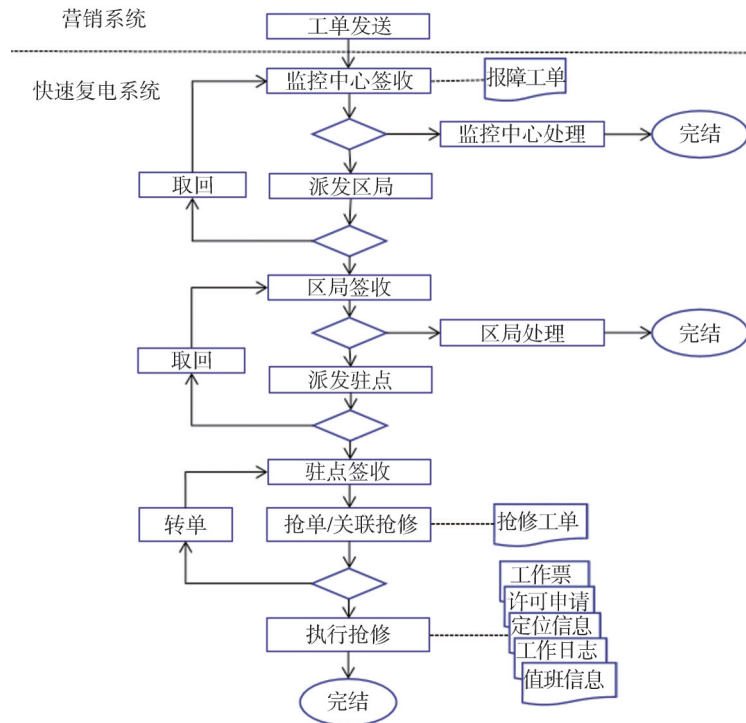 营销系统
工单发送
快速复电系统
监控中心签收
报障工单
监控中心处理
完结
取回
派发区局
区局签收
区局处理
完结
取回
派发驻点
驻点签收
转单
抢单/关联抢修
抢修工单
工作票
许可申请
定位信息
工作日志
值班信息
执行抢修
完结